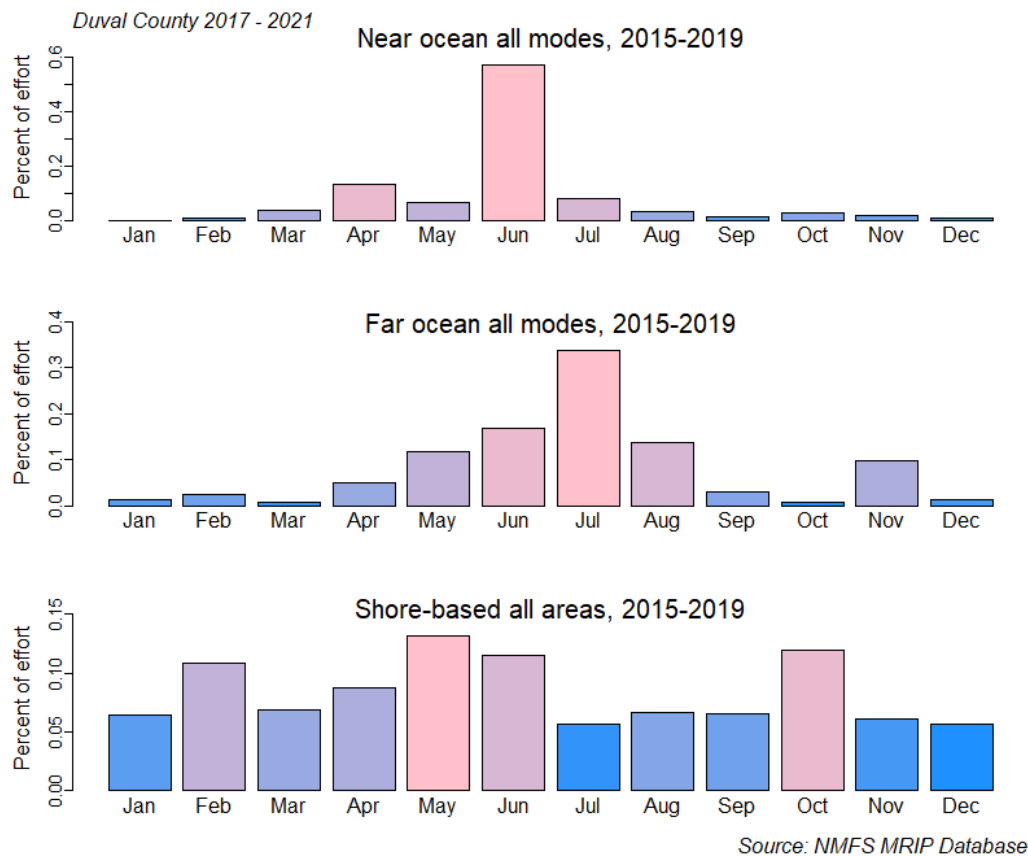 Duval County 2017 - 2021
Near ocean all modes, 2015-2019
Percent of effort
0.0 0.2 0.4 0.6
Jan Feb Mar Apr May Jun Jul Aug Sep Oct Nov Dec
Far ocean all modes, 2015-2019
Percent of effort
0.0 0.1 0.2 0.3 0.4
Jan Feb Mar Apr May Jun Jul Aug Sep Oct Nov Dec
Shore-based all areas, 2015-2019
Percent of effort
0.00 0.05 0.10 0.15
Jan Feb Mar Apr May Jun Jul Aug Sep Oct Nov Dec
Source: NMFS MRIP Database